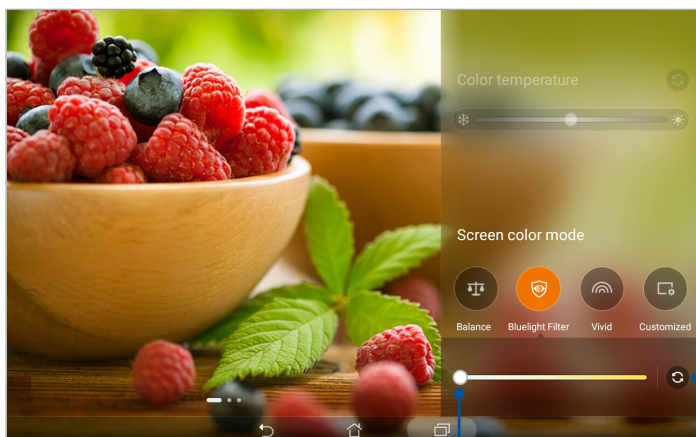 Color temperature
Screen color mode
Balance
Bluelight Filter
Vivid
Customized